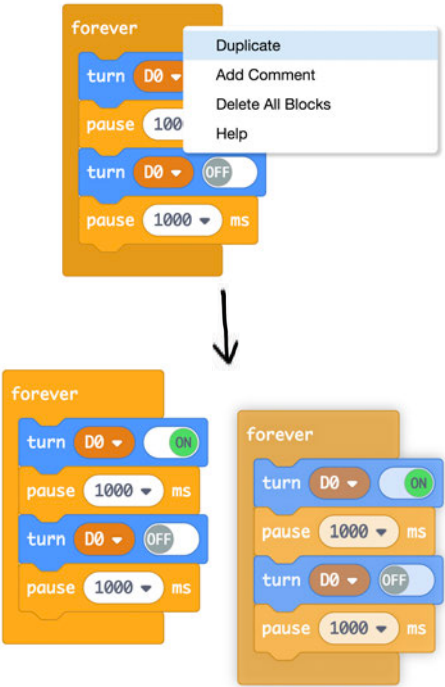 forever
Duplicate
turn D0
Add Comment
Delete All Blocks
pause 100
Help
turn D0 OFF
pause 1000 ms
forever
turn D0 ON
pause 1000 ms
turn D0 OFF
pause 1000 ms
forever
turn D0 ON
pause 1000 ms
turn D0 OFF
pause 1000 ms